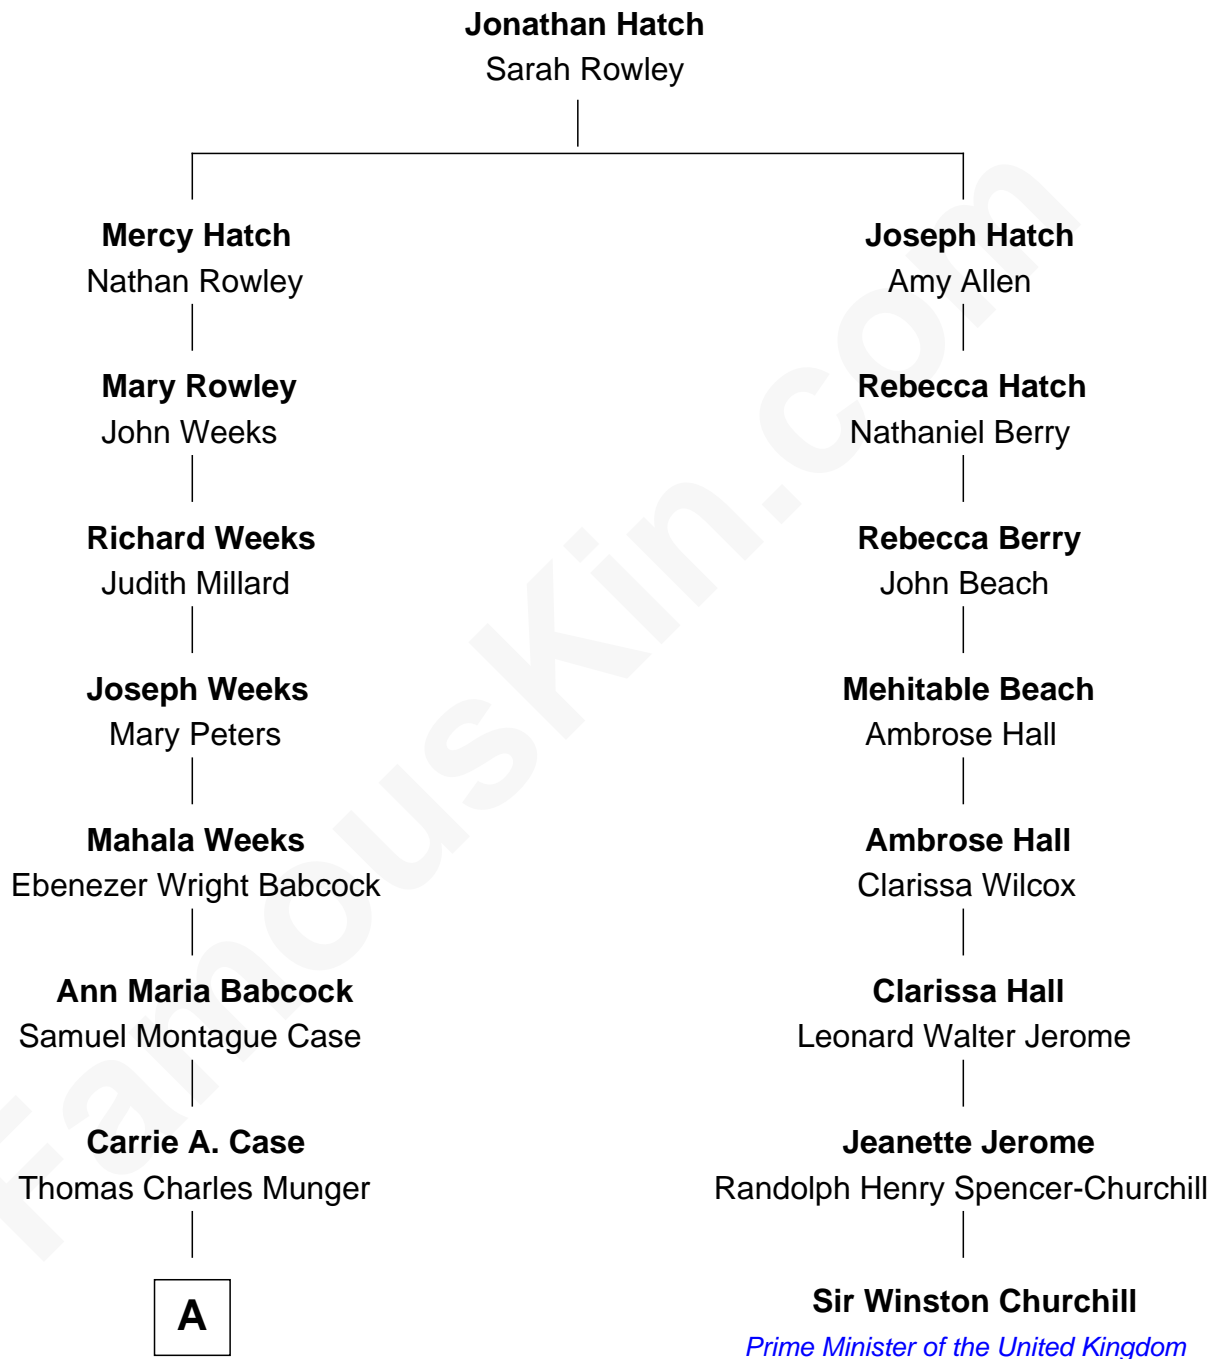 Jonathan Hatch
Sarah Rowley
Mercy Hatch
Nathan Rowley
Joseph Hatch
Amy Allen
Mary Rowley
John Weeks
Rebecca Hatch
Nathaniel Berry
Richard Weeks
Judith Millard
Rebecca Berry
John Beach
Joseph Weeks
Mary Peters
Mehitable Beach
Ambrose Hall
Mahala Weeks
Ebenezer Wright Babcock
Ambrose Hall
Clarissa Wilcox
Ann Maria Babcock
Samuel Montague Case
Clarissa Hall
Leonard Walter Jerome
Carrie A. Case
Thomas Charles Munger
Jeanette Jerome
Randolph Henry Spencer-Churchill
A
Sir Winston Churchill
Prime Minister of the United Kingdom
FamousKin.com